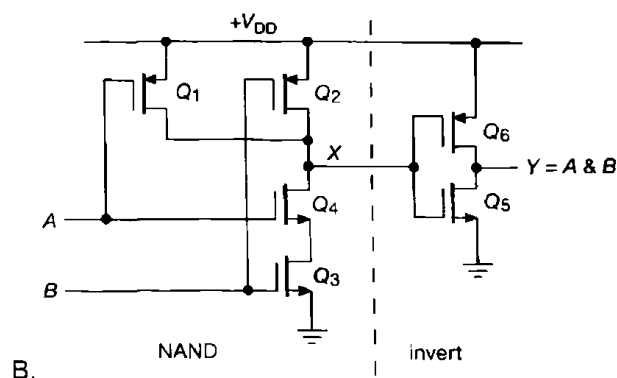 +V_DD
Q1
Q2
Q6
X
Y = A & B
Q4
Q5
A
Q3
B
NAND
invert
B.